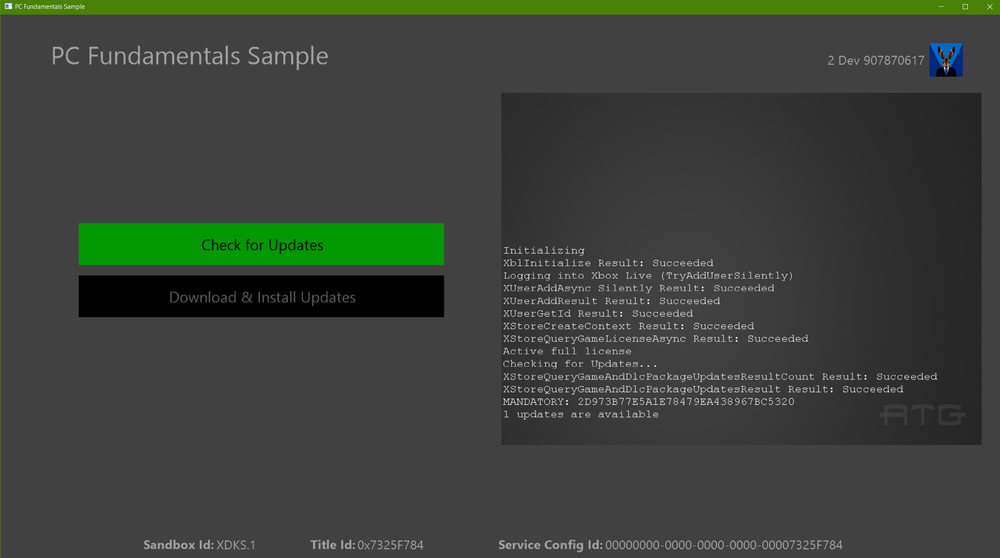 PC Fundamentals Sample
PC Fundamentals Sample
2 Dev 907870617
Check for Updates
Download & Install Updates
Initializing
XblInitialize Result: Succeeded
Logging into Xbox Live (TryAddUserSilently)
XUserAddAsync Silently Result: Succeeded
XUserAddResult Result: Succeeded
XUserGetId Result: Succeeded
XStoreCreateContext Result: Succeeded
XStoreQueryGameLicenseAsync Result: Succeeded
Active full license
Checking for Updates...
XStoreQueryGameAndDlcPackageUpdatesResultCount Result: Succeeded
XStoreQueryGameAndDlcPackageUpdatesResult Result: Succeeded
MANDATORY: 2D973B77E5A1E78479EA438967BC5320
1 updates are available
ATG
Sandbox Id: XDKS.1
Title Id: 0x7325F784
Service Config Id: 00000000-0000-0000-0000-00007325F784